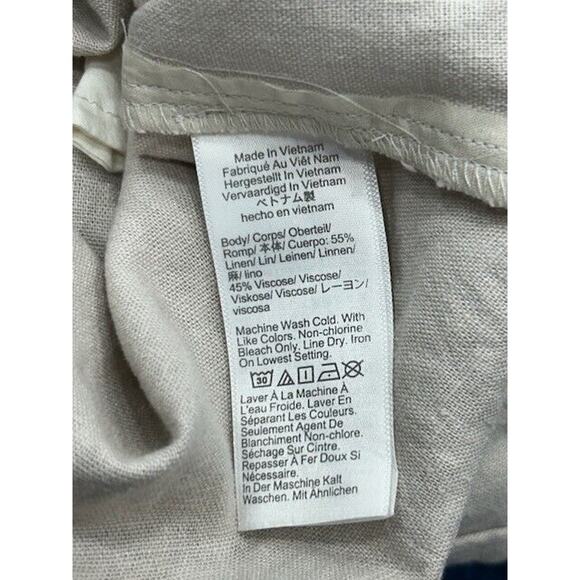 Made In Vietnam
Fabriqué Au Viêt Nam
Hergestellt In Vietnam
Vervaardigd In Vietnam
ベトナム製
hecho en vietnam
Body/ Corps/ Oberteil/
Romp/ 本体/ Cuerpo: 55%
Linen/ Lin/ Leinen/ Linnen/
麻/ lino
45% Viscose/ Viscose/
Viskose/ Viscose/ レーヨン/
viscosa
Machine Wash Cold. With
Like Colors. Non-chlorine
Bleach Only. Line Dry. Iron
On Lowest Setting.
30
Laver À La Machine À
L'eau Froide. Laver En
Séparant Les Couleurs.
Seulement Agent De
Blanchiment Non-chlore.
Séchage Sur Cintre.
Repasser À Fer Doux Si
Nécessaire.
In Der Maschine Kalt
Waschen. Mit Ähnlichen